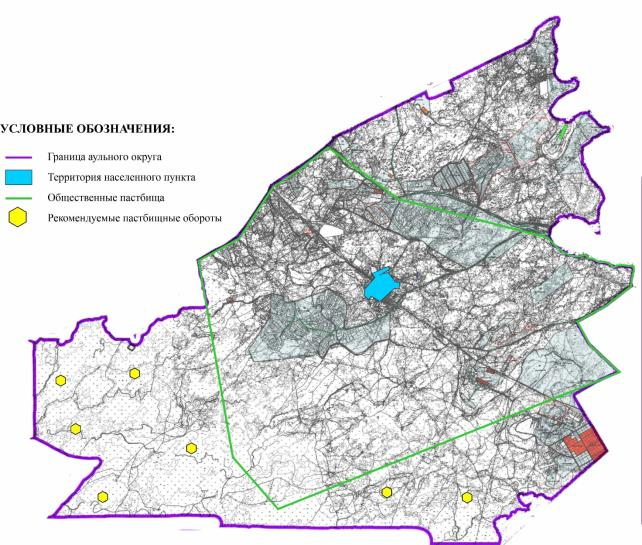 УСЛОВНЫЕ ОБОЗНАЧЕНИЯ:
Граница аульного округа
Территория населенного пункта
Общественные пастбища
Рекомендуемые пастбищные обороты